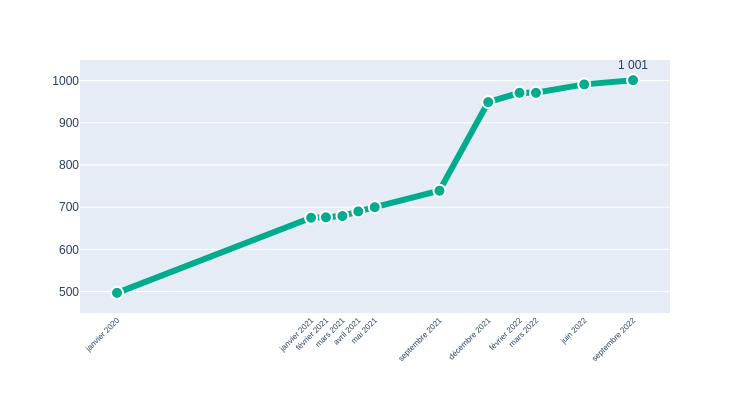 1 001
1000
900
800
700
600
500
janvier 2020
janvier 2021
février 2021
mars 2021
avril 2021
mai 2021
septembre 2021
décembre 2021
février 2022
mars 2022
juin 2022
septembre 2022